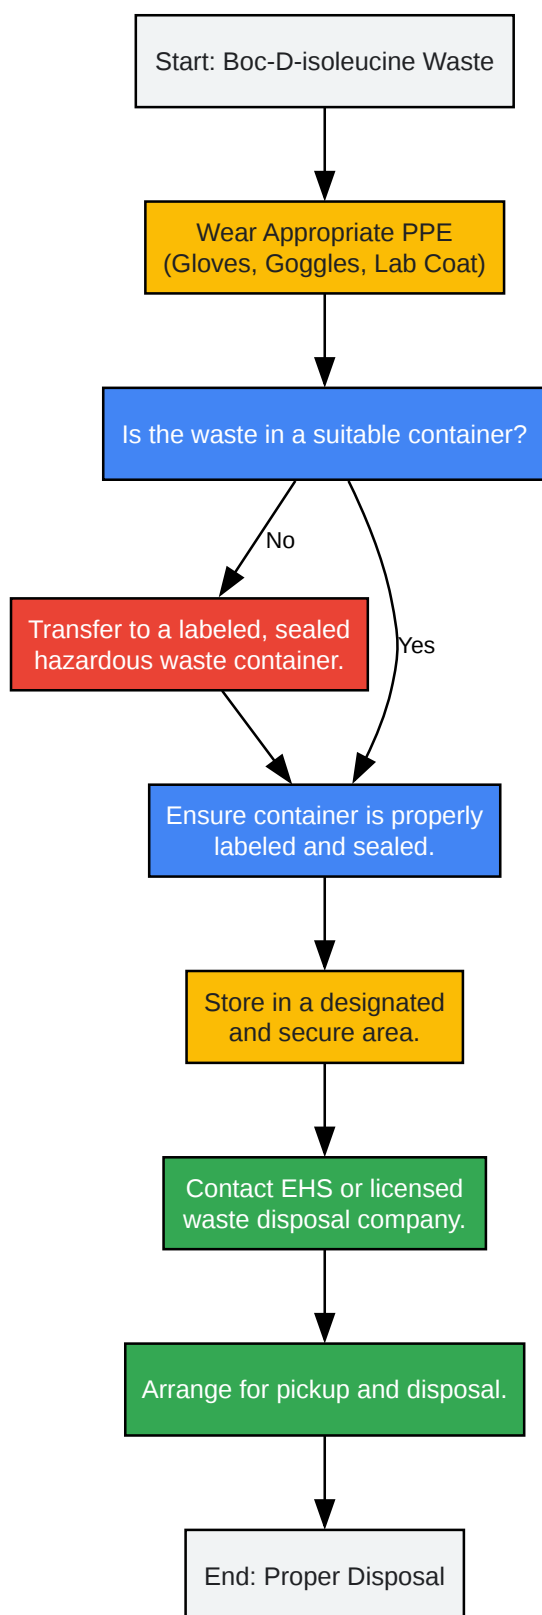 Start: Boc-D-isoleucine Waste
Wear Appropriate PPE
(Gloves, Goggles, Lab Coat)
Is the waste in a suitable container?
No
Transfer to a labeled, sealed
hazardous waste container.
Yes
Ensure container is properly
labeled and sealed.
Store in a designated
and secure area.
Contact EHS or licensed
waste disposal company.
Arrange for pickup and disposal.
End: Proper Disposal